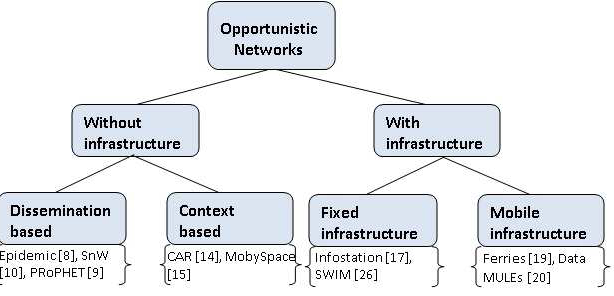 Opportunistic
Networks
Without
infrastructure
With
infrastructure
Dissemination
based
Context
based
Fixed
infrastructure
Mobile
infrastructure
Epidemic [8], SnW
[10], PRoPHET [9]
CAR [14], MobySpace
[15]
Infostation [17],
SWIM [26]
Ferries [19], Data
MULEs [20]